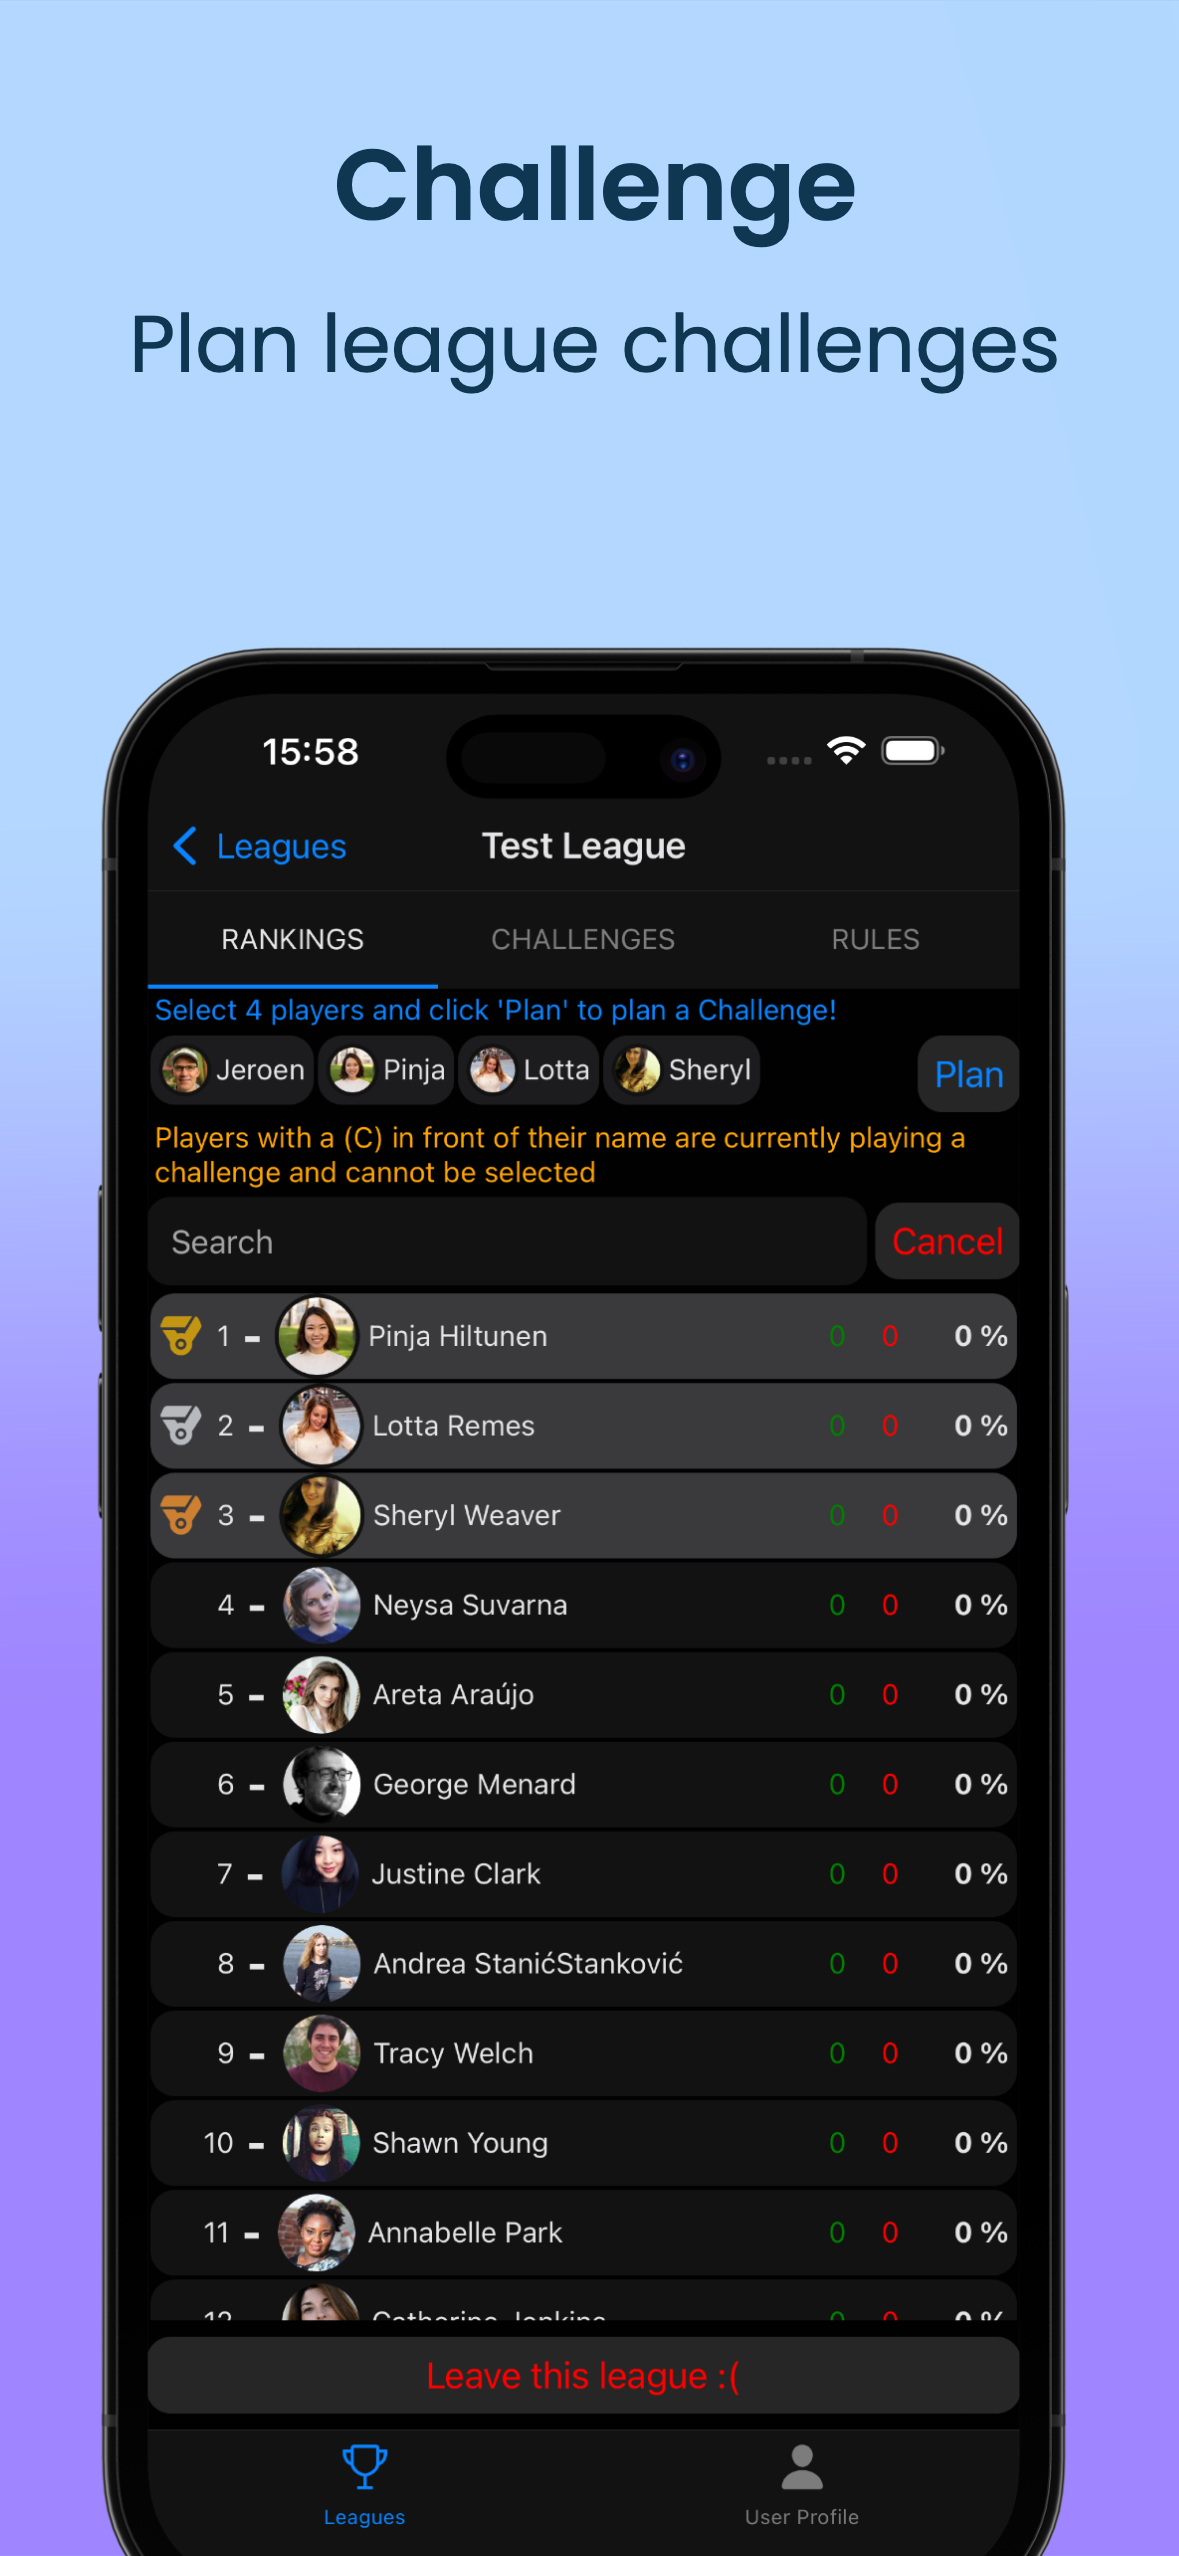 Challenge
Plan league challenges
15:58
Leagues Test League
RANKINGS CHALLENGES RULES
Select 4 players and click 'Plan' to plan a Challenge!
Jeroen Pinja Lotta Sheryl Plan
Players with a (C) in front of their name are currently playing a
challenge and cannot be selected
Search Cancel
1 - Pinja Hiltunen 0 0 0 %
2 - Lotta Remes 0 0 0 %
3 - Sheryl Weaver 0 0 0 %
4 - Neysa Suvarna 0 0 0 %
5 - Areta Araújo 0 0 0 %
6 - George Menard 0 0 0 %
7 - Justine Clark 0 0 0 %
8 - Andrea StanićStanković 0 0 0 %
9 - Tracy Welch 0 0 0 %
10 - Shawn Young 0 0 0 %
11 - Annabelle Park 0 0 0 %
12 Catherine Jenkins 0 0 0 %
Leave this league :(
Leagues User Profile